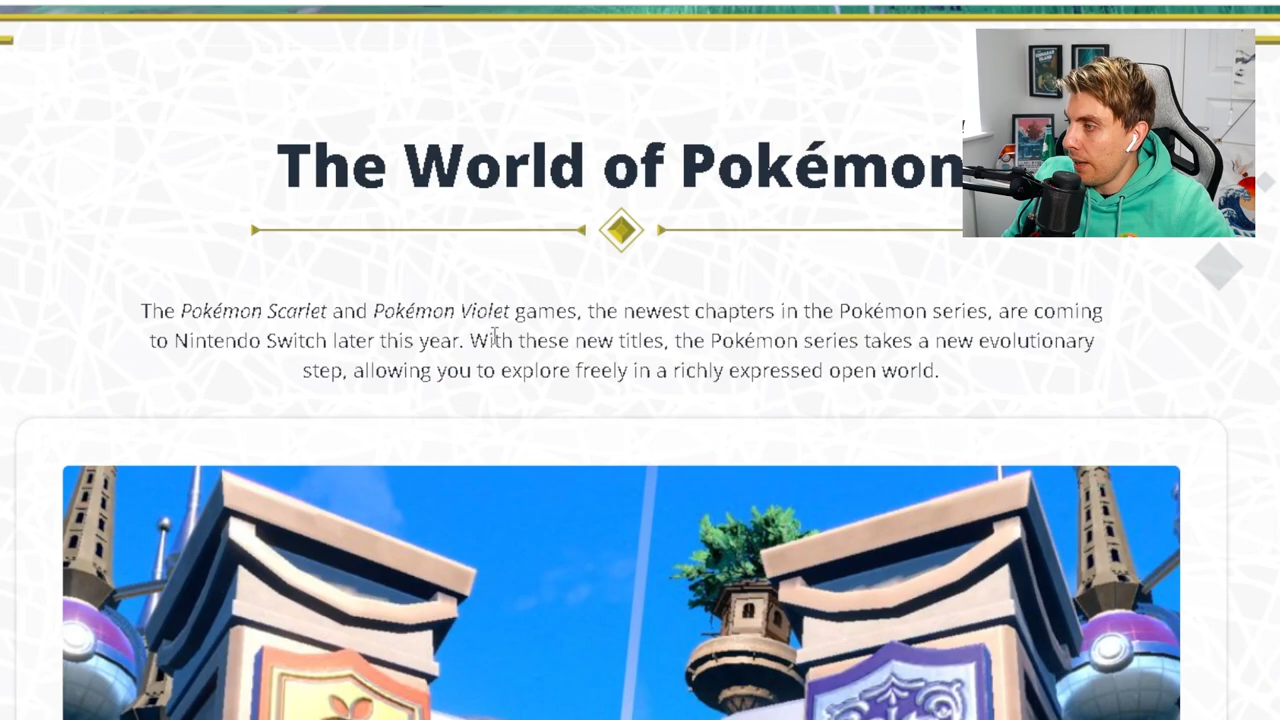 The World of Pokémon
The Pokémon Scarlet and Pokémon Violet games, the newest chapters in the Pokémon series, are coming
to Nintendo Switch later this year. With these new titles, the Pokémon series takes a new evolutionary
step, allowing you to explore freely in a richly expressed open world.